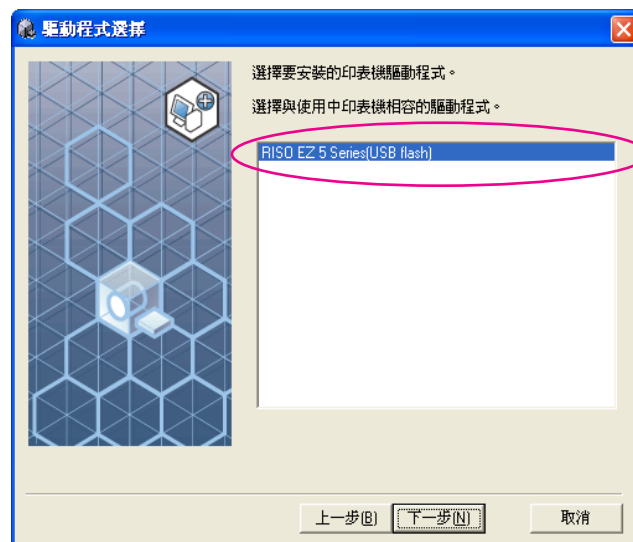 驅動程式選擇
選擇要安裝的印表機驅動程式。
選擇與使用中印表機相容的驅動程式。
RISO EZ 5 Series(USB flash)
上一步(B) 下一步(N) 取消